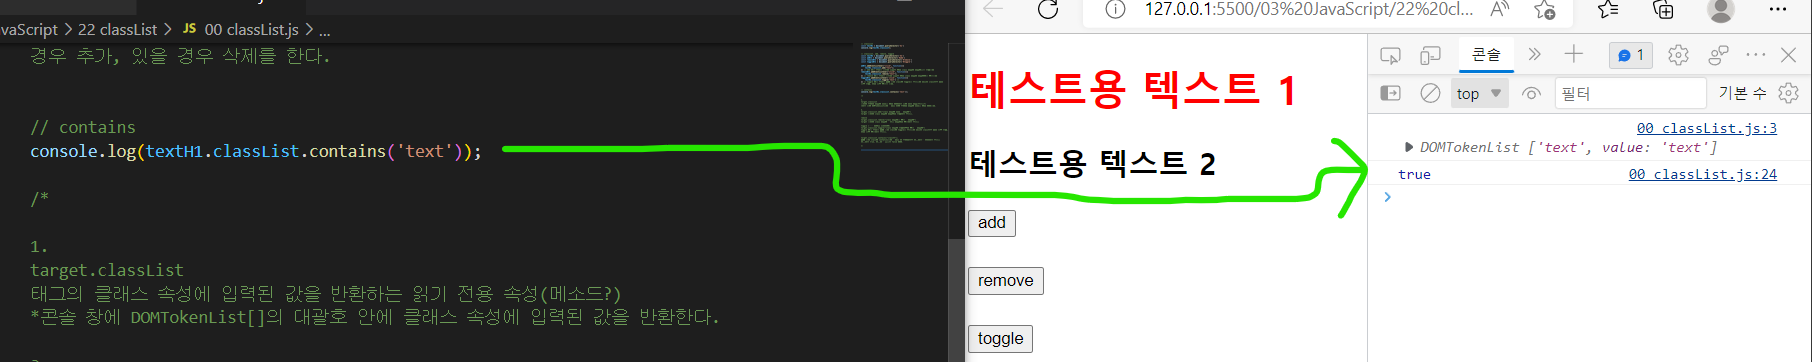 vaScript > 22 classList > JS 00 classList.js > ...
경우 추가, 있을 경우 삭제를 한다.
// contains
console.log(textH1.classList.contains('text'));
/*
1.
target.classList
태그의 클래스 속성에 입력된 값을 반환하는 읽기 전용 속성(메소드?)
*콘솔 창에 DOMTokenList[]의 대괄호 안에 클래스 속성에 입력된 값을 반환한다.
127.0.0.1:5500/03%20JavaScript/22%20cl...
테스트용 텍스트 1
테스트용 텍스트 2
add
remove
toggle
콘솔
1
top
필터
기본 수
00 classList.js:3
DOMTokenList ['text', value: 'text']
true
00 classList.js:24